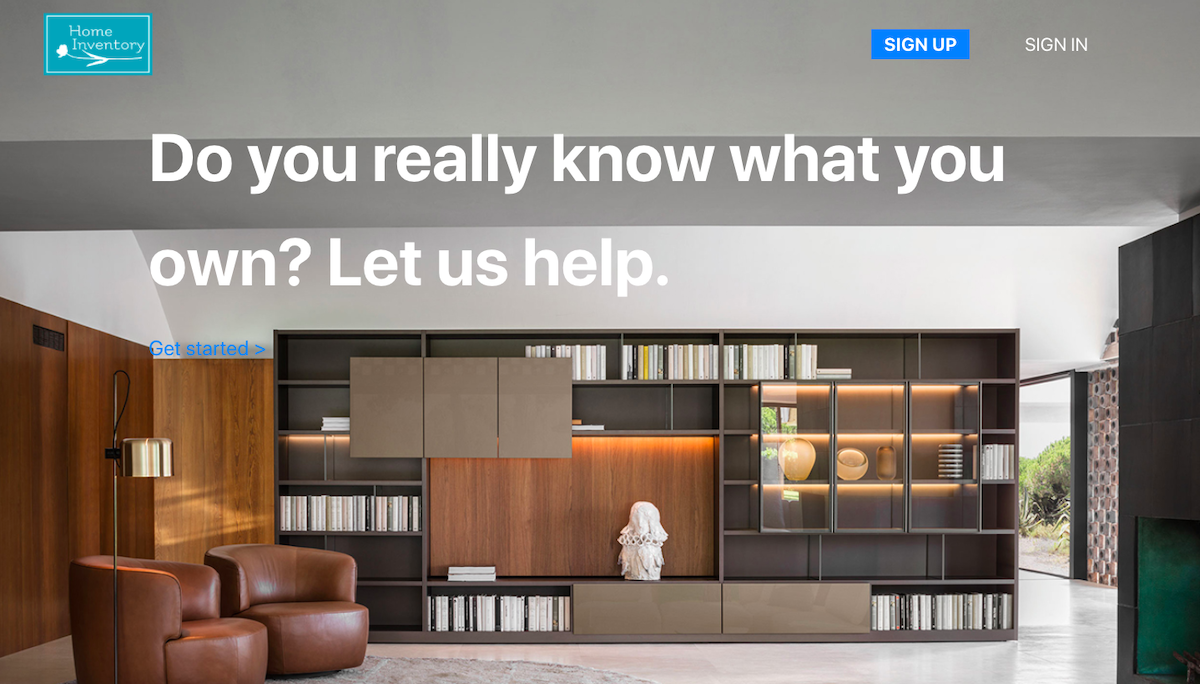 Home
Inventory
SIGN UP
SIGN IN
Do you really know what you
own? Let us help.
Get started >